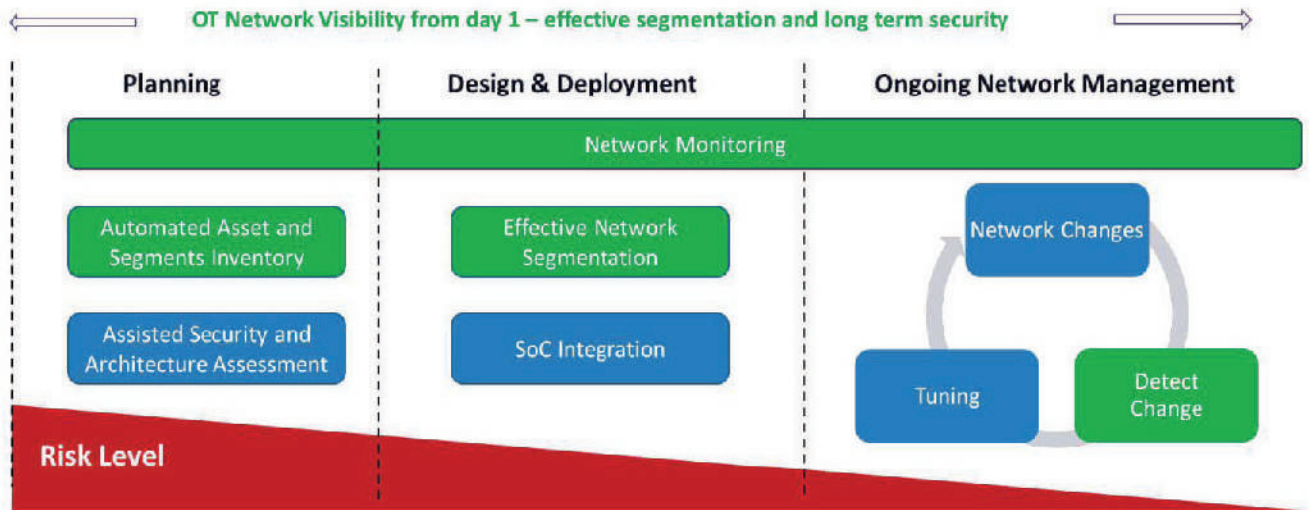 OT Network Visibility from day 1 – effective segmentation and long term security
Planning
Design & Deployment
Ongoing Network Management
Network Monitoring
Automated Asset and
Segments Inventory
Effective Network
Segmentation
Network Changes
Assisted Security and
Architecture Assessment
SoC Integration
Tuning
Detect
Change
Risk Level